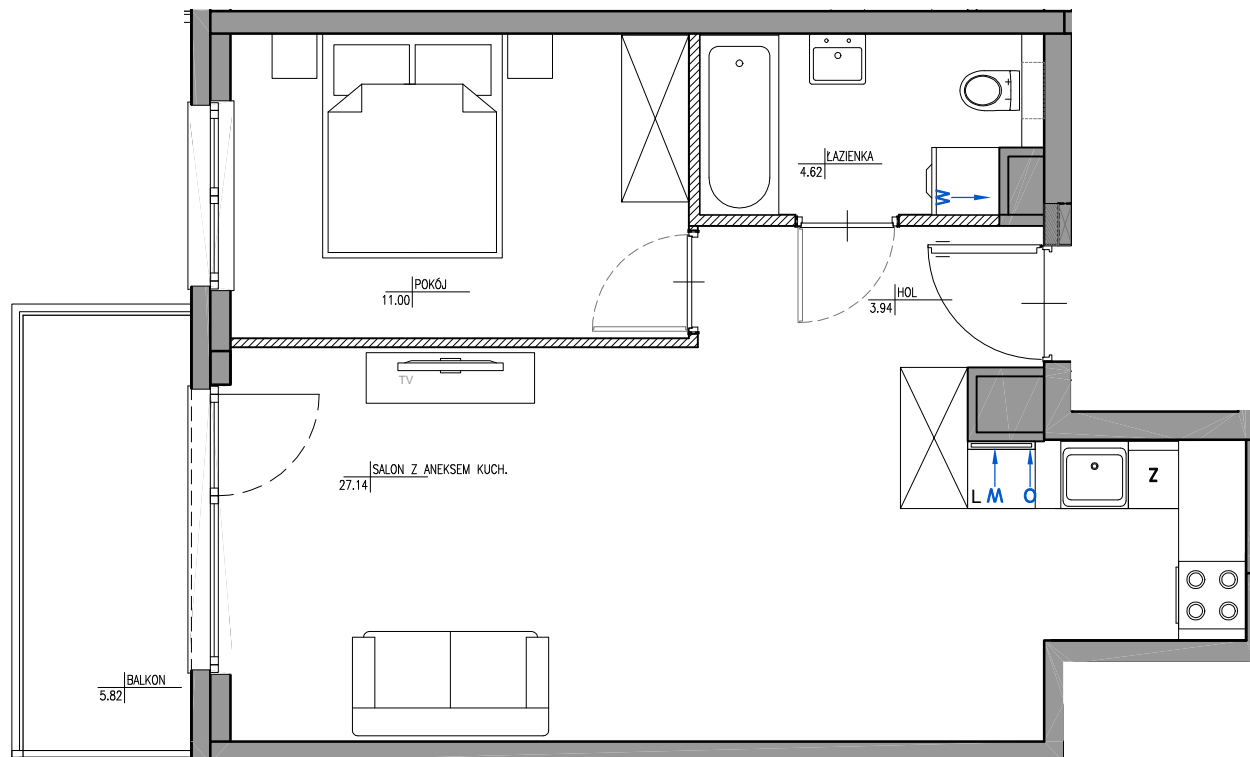 ŁAZIENKA
4.62
W
POKÓJ
11.00
HOL
3.94
TV
SALON Z ANEKSEM KUCH.
27.14
L W O
Z
BALKON
5.82